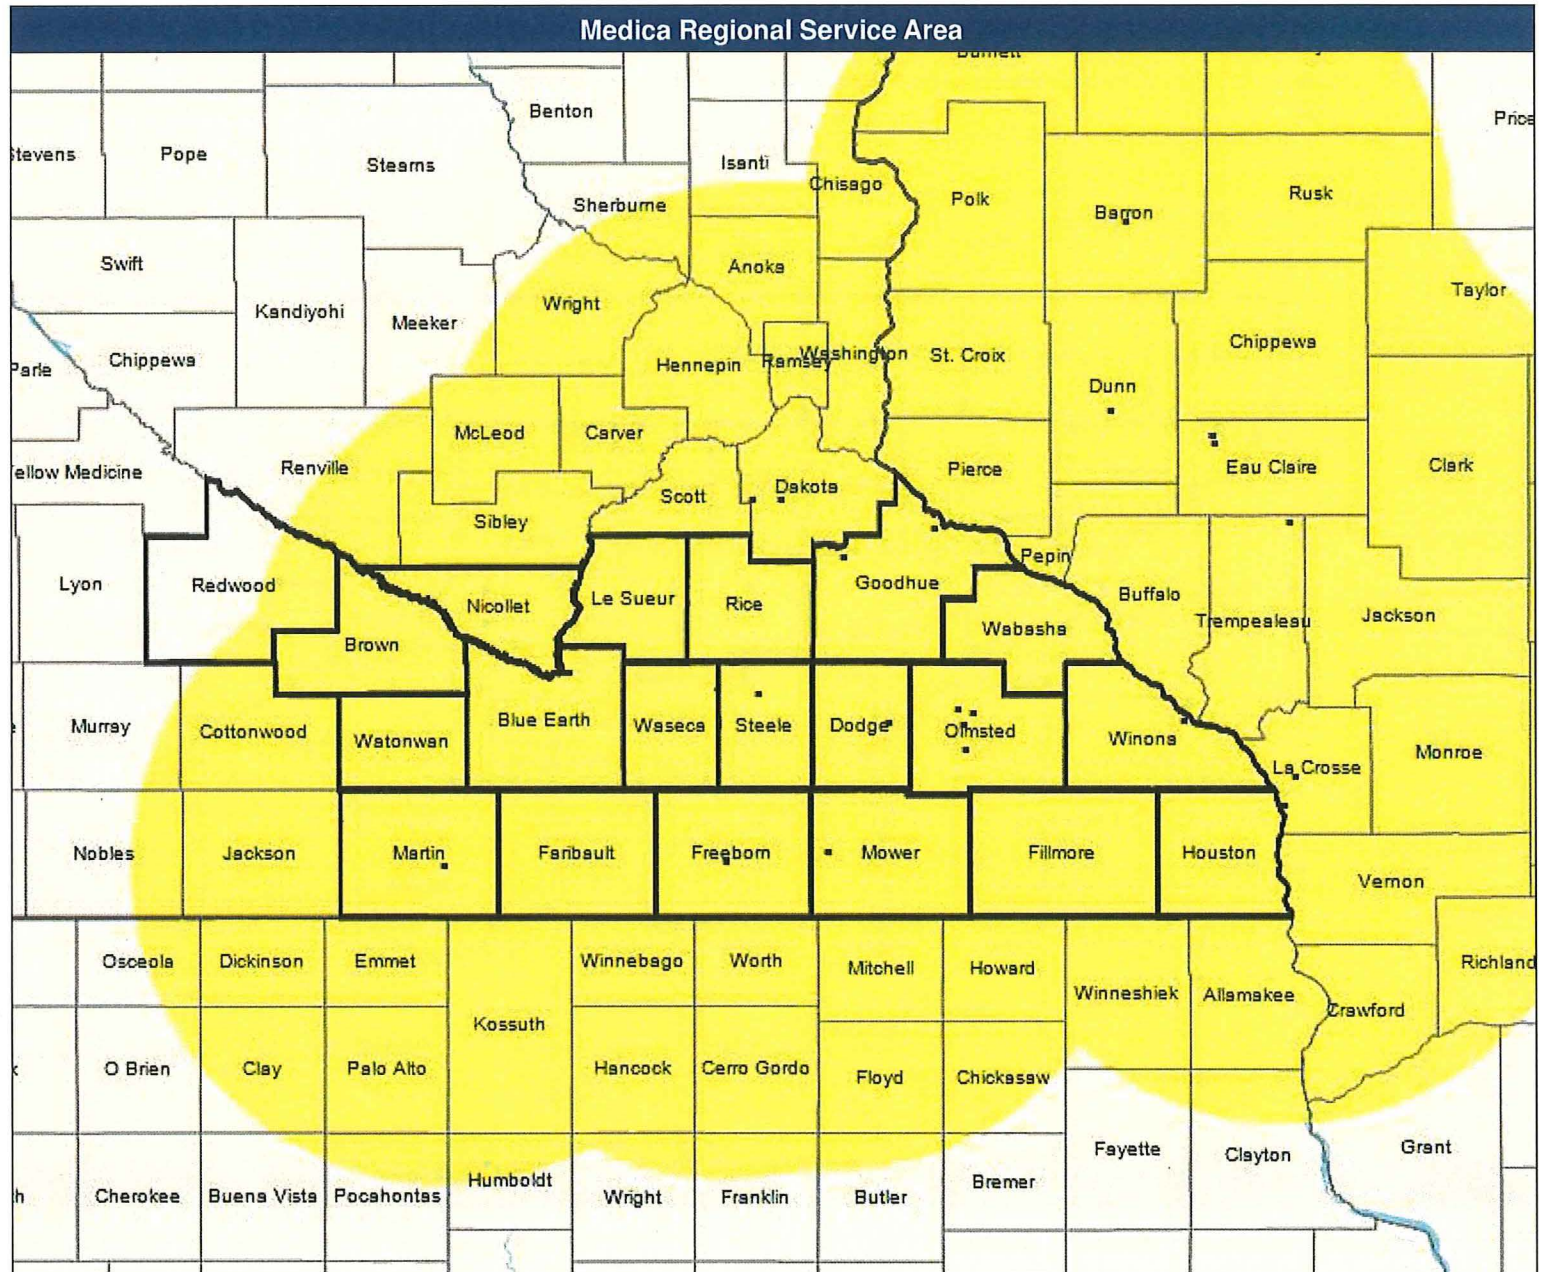 Medica Regional Service Area
Burnett
Benton
Price
Stevens
Pope
Stearns
Isanti
Chisago
Polk
Barron
Rusk
Sherburne
Swift
Anoka
Taylor
Kandiyohi
Meeker
Wright
Chippewa
Parle
Chippewa
Hennepin
Ramsey
Washington
St. Croix
Dunn
McLeod
Carver
ellow Medicine
Renville
Scott
Dakota
Pierce
Eau Claire
Clark
Sibley
Lyon
Redwood
Nicollet
Le Sueur
Rice
Goodhue
Pepin
Buffalo
Trempealeau
Jackson
Brown
Wabasha
Murray
Cottonwood
Watonwan
Blue Earth
Waseca
Steele
Dodge
Olmsted
Winona
La Crosse
Monroe
Nobles
Jackson
Martin
Faribault
Freeborn
Mower
Fillmore
Houston
Vernon
Osceola
Dickinson
Emmet
Kossuth
Winnebago
Worth
Mitchell
Howard
Winneshiek
Allamakee
Crawford
Richland
O Brien
Clay
Palo Alto
Hancock
Cerro Gordo
Floyd
Chickasaw
Cherokee
Buena Vista
Pocahontas
Humboldt
Wright
Franklin
Butler
Bremer
Fayette
Clayton
Grant